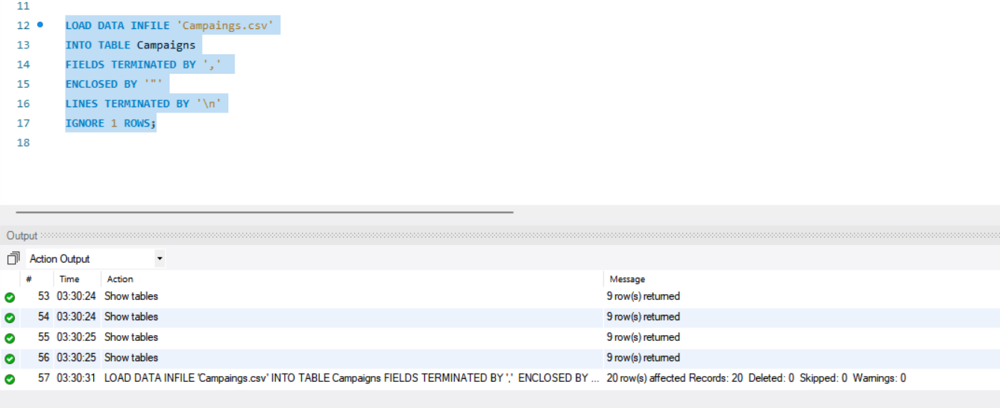 11
12 LOAD DATA INFILE 'Campaings.csv'
13 INTO TABLE Campaigns
14 FIELDS TERMINATED BY ','
15 ENCLOSED BY '"'
16 LINES TERMINATED BY '\n'
17 IGNORE 1 ROWS;
18
Output
Action Output
# Time Action Message
53 03:30:24 Show tables 9 row(s) returned
54 03:30:24 Show tables 9 row(s) returned
55 03:30:25 Show tables 9 row(s) returned
56 03:30:25 Show tables 9 row(s) returned
57 03:30:31 LOAD DATA INFILE 'Campaings.csv' INTO TABLE Campaigns FIELDS TERMINATED BY ',' ENCLOSED BY ... 20 row(s) affected Records: 20 Deleted: 0 Skipped: 0 Warnings: 0